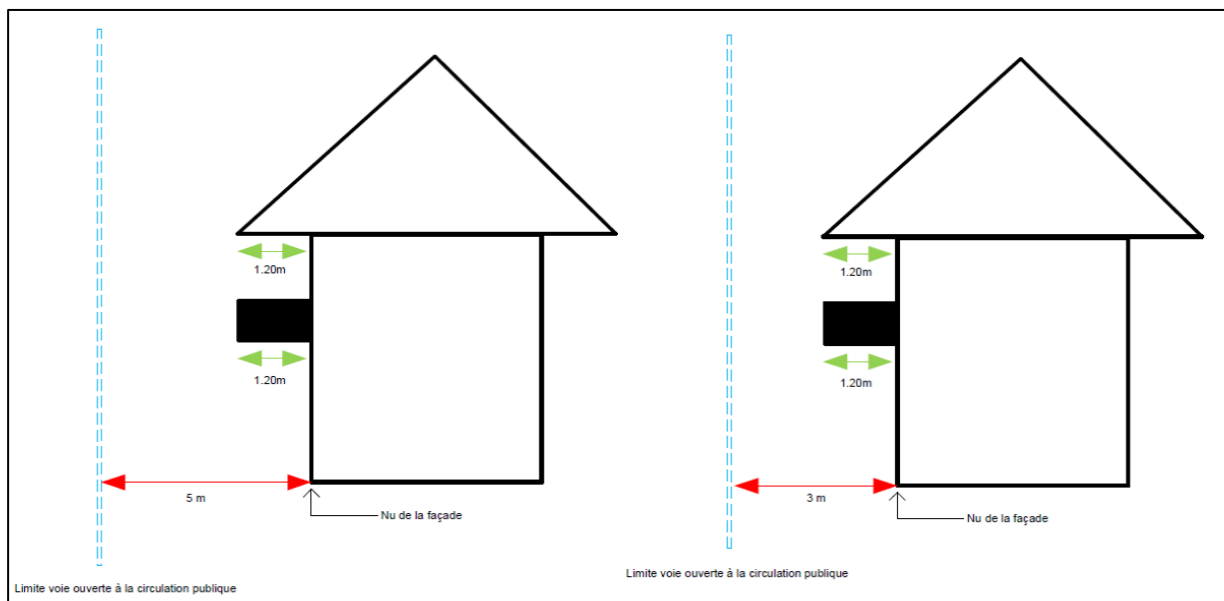 1.20m
1.20m
5 m
Nu de la façade
Limite voie ouverte à la circulation publique
1.20m
1.20m
3 m
Nu de la façade
Limite voie ouverte à la circulation publique